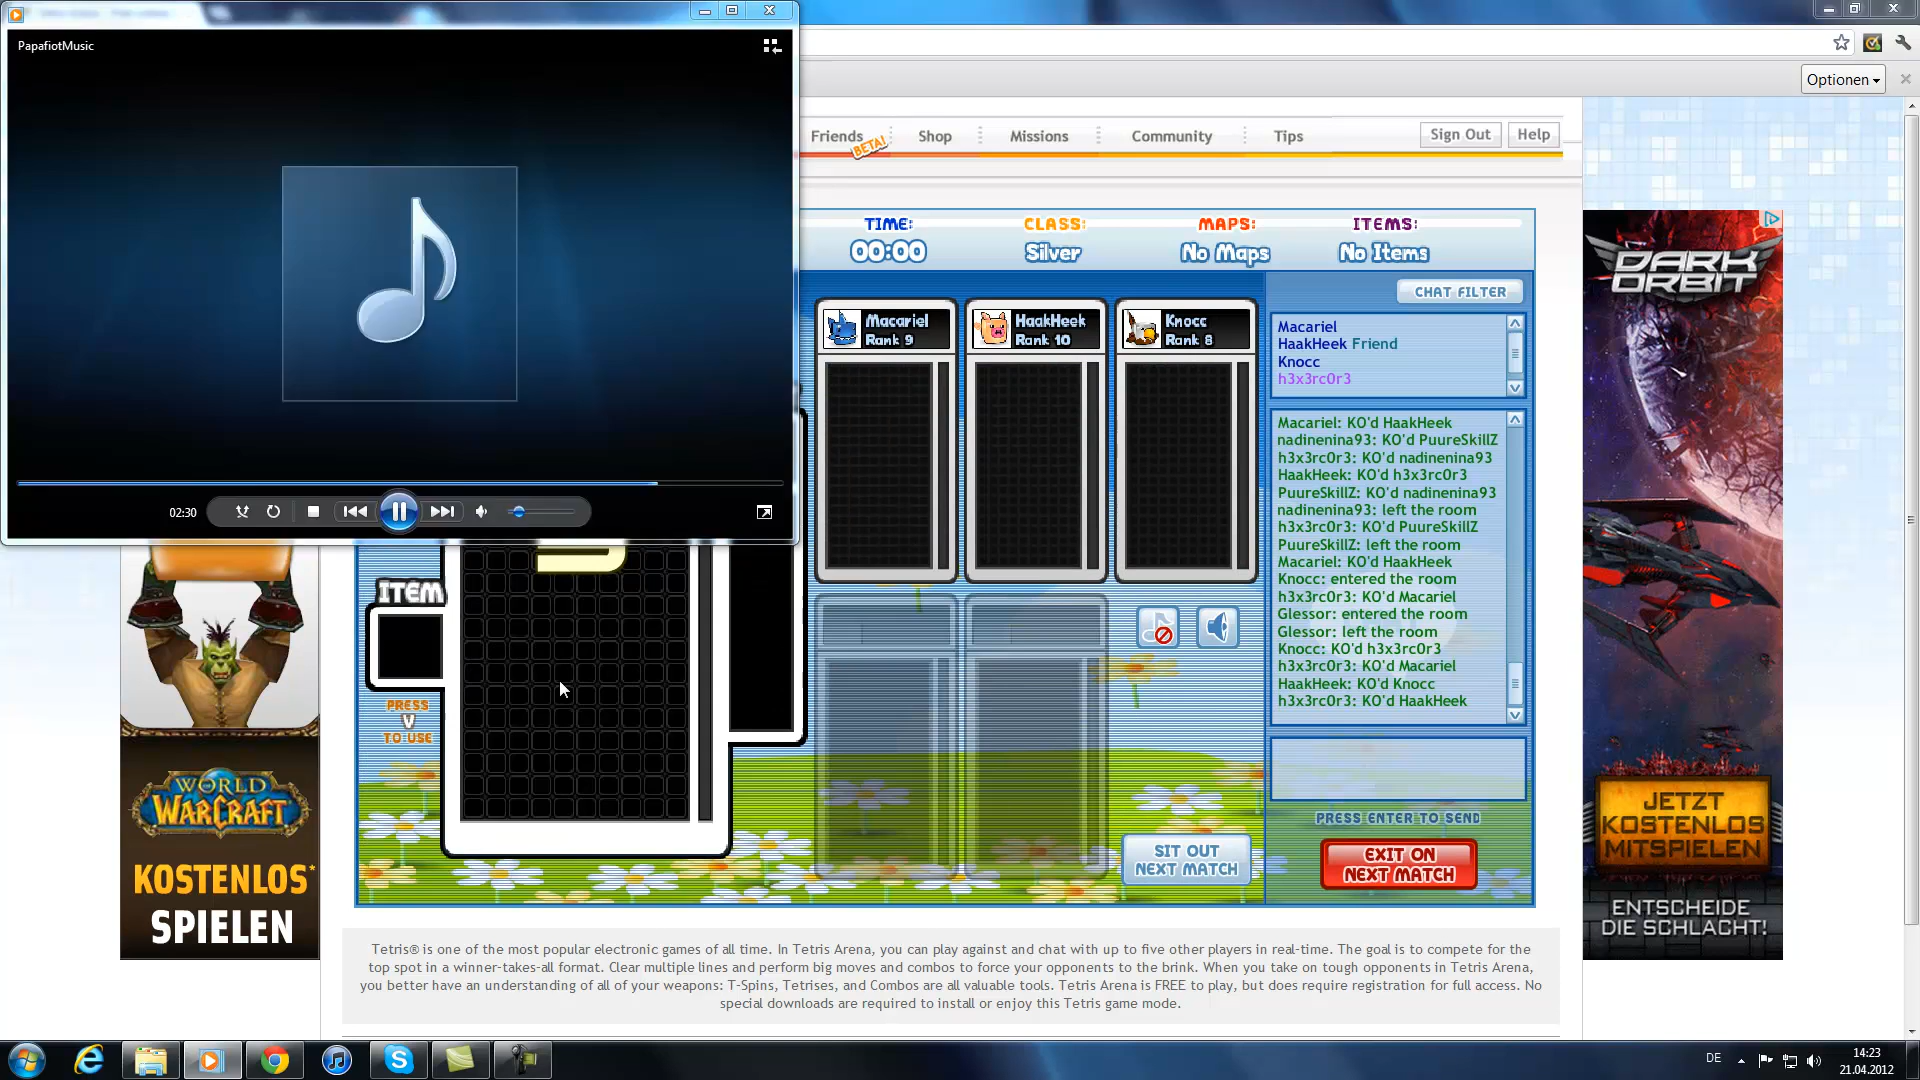 PapafiotMusic
02:30
Optionen
Friends
BETA!
Shop
Missions
Community
Tips
Sign Out
Help
TIME:
00:00
CLASS:
Silver
MAPS:
No Maps
ITEMS:
No Items
Macariel
Rank 9
HaakHeek
Rank 10
Knocc
Rank 8
CHAT FILTER
Macariel
HaakHeek Friend
Knocc
h3x3rc0r3
Macariel: KO'd HaakHeek
nadinenina93: KO'd PuureSkillZ
h3x3rc0r3: KO'd nadinenina93
HaakHeek: KO'd h3x3rc0r3
PuureSkillZ: KO'd nadinenina93
nadinenina93: left the room
h3x3rc0r3: KO'd PuureSkillZ
PuureSkillZ: left the room
Macariel: KO'd HaakHeek
Knocc: entered the room
h3x3rc0r3: KO'd Macariel
Glessor: entered the room
Glessor: left the room
Knocc: KO'd h3x3rc0r3
h3x3rc0r3: KO'd Macariel
HaakHeek: KO'd Knocc
h3x3rc0r3: KO'd HaakHeek
PRESS ENTER TO SEND
EXIT ON
NEXT MATCH
SIT OUT
NEXT MATCH
ITEM
PRESS
V
TO USE
WORLD
OF
WARCRAFT
KOSTENLOS*
SPIELEN
DARK
ORBIT
JETZT
KOSTENLOS
MITSPIELEN
ENTSCHEIDE
DIE SCHLACHT!
Tetris® is one of the most popular electronic games of all time. In Tetris Arena, you can play against and chat with up to five other players in real-time. The goal is to compete for the
top spot in a winner-takes-all format. Clear multiple lines and perform big moves and combos to force your opponents to the brink. When you take on tough opponents in Tetris Arena,
you better have an understanding of all of your weapons: T-Spins, Tetrises, and Combos are all valuable tools. Tetris Arena is FREE to play, but does require registration for full access. No
special downloads are required to install or enjoy this Tetris game mode.
DE
14:23
21.04.2012